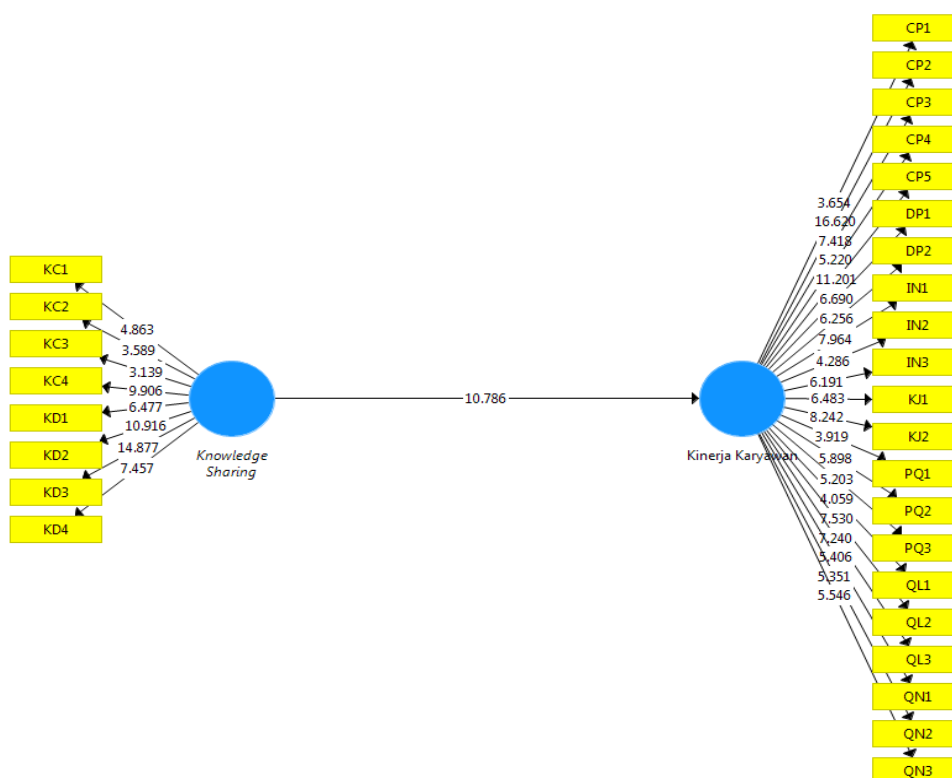 KC1
KC2
KC3
KC4
KD1
KD2
KD3
KD4
4.863
3.589
3.139
9.906
6.477
10.916
14.877
7.457
Knowledge
Sharing
10.786
Kinerja Karyawan
3.654
16.620
7.418
5.220
11.201
6.690
6.256
7.964
4.286
6.191
6.483
8.242
3.919
5.898
5.203
4.059
7.530
7.240
5.406
5.351
5.546
CP1
CP2
CP3
CP4
CP5
DP1
DP2
IN1
IN2
IN3
KJ1
KJ2
PQ1
PQ2
PQ3
QL1
QL2
QL3
QN1
QN2
QN3